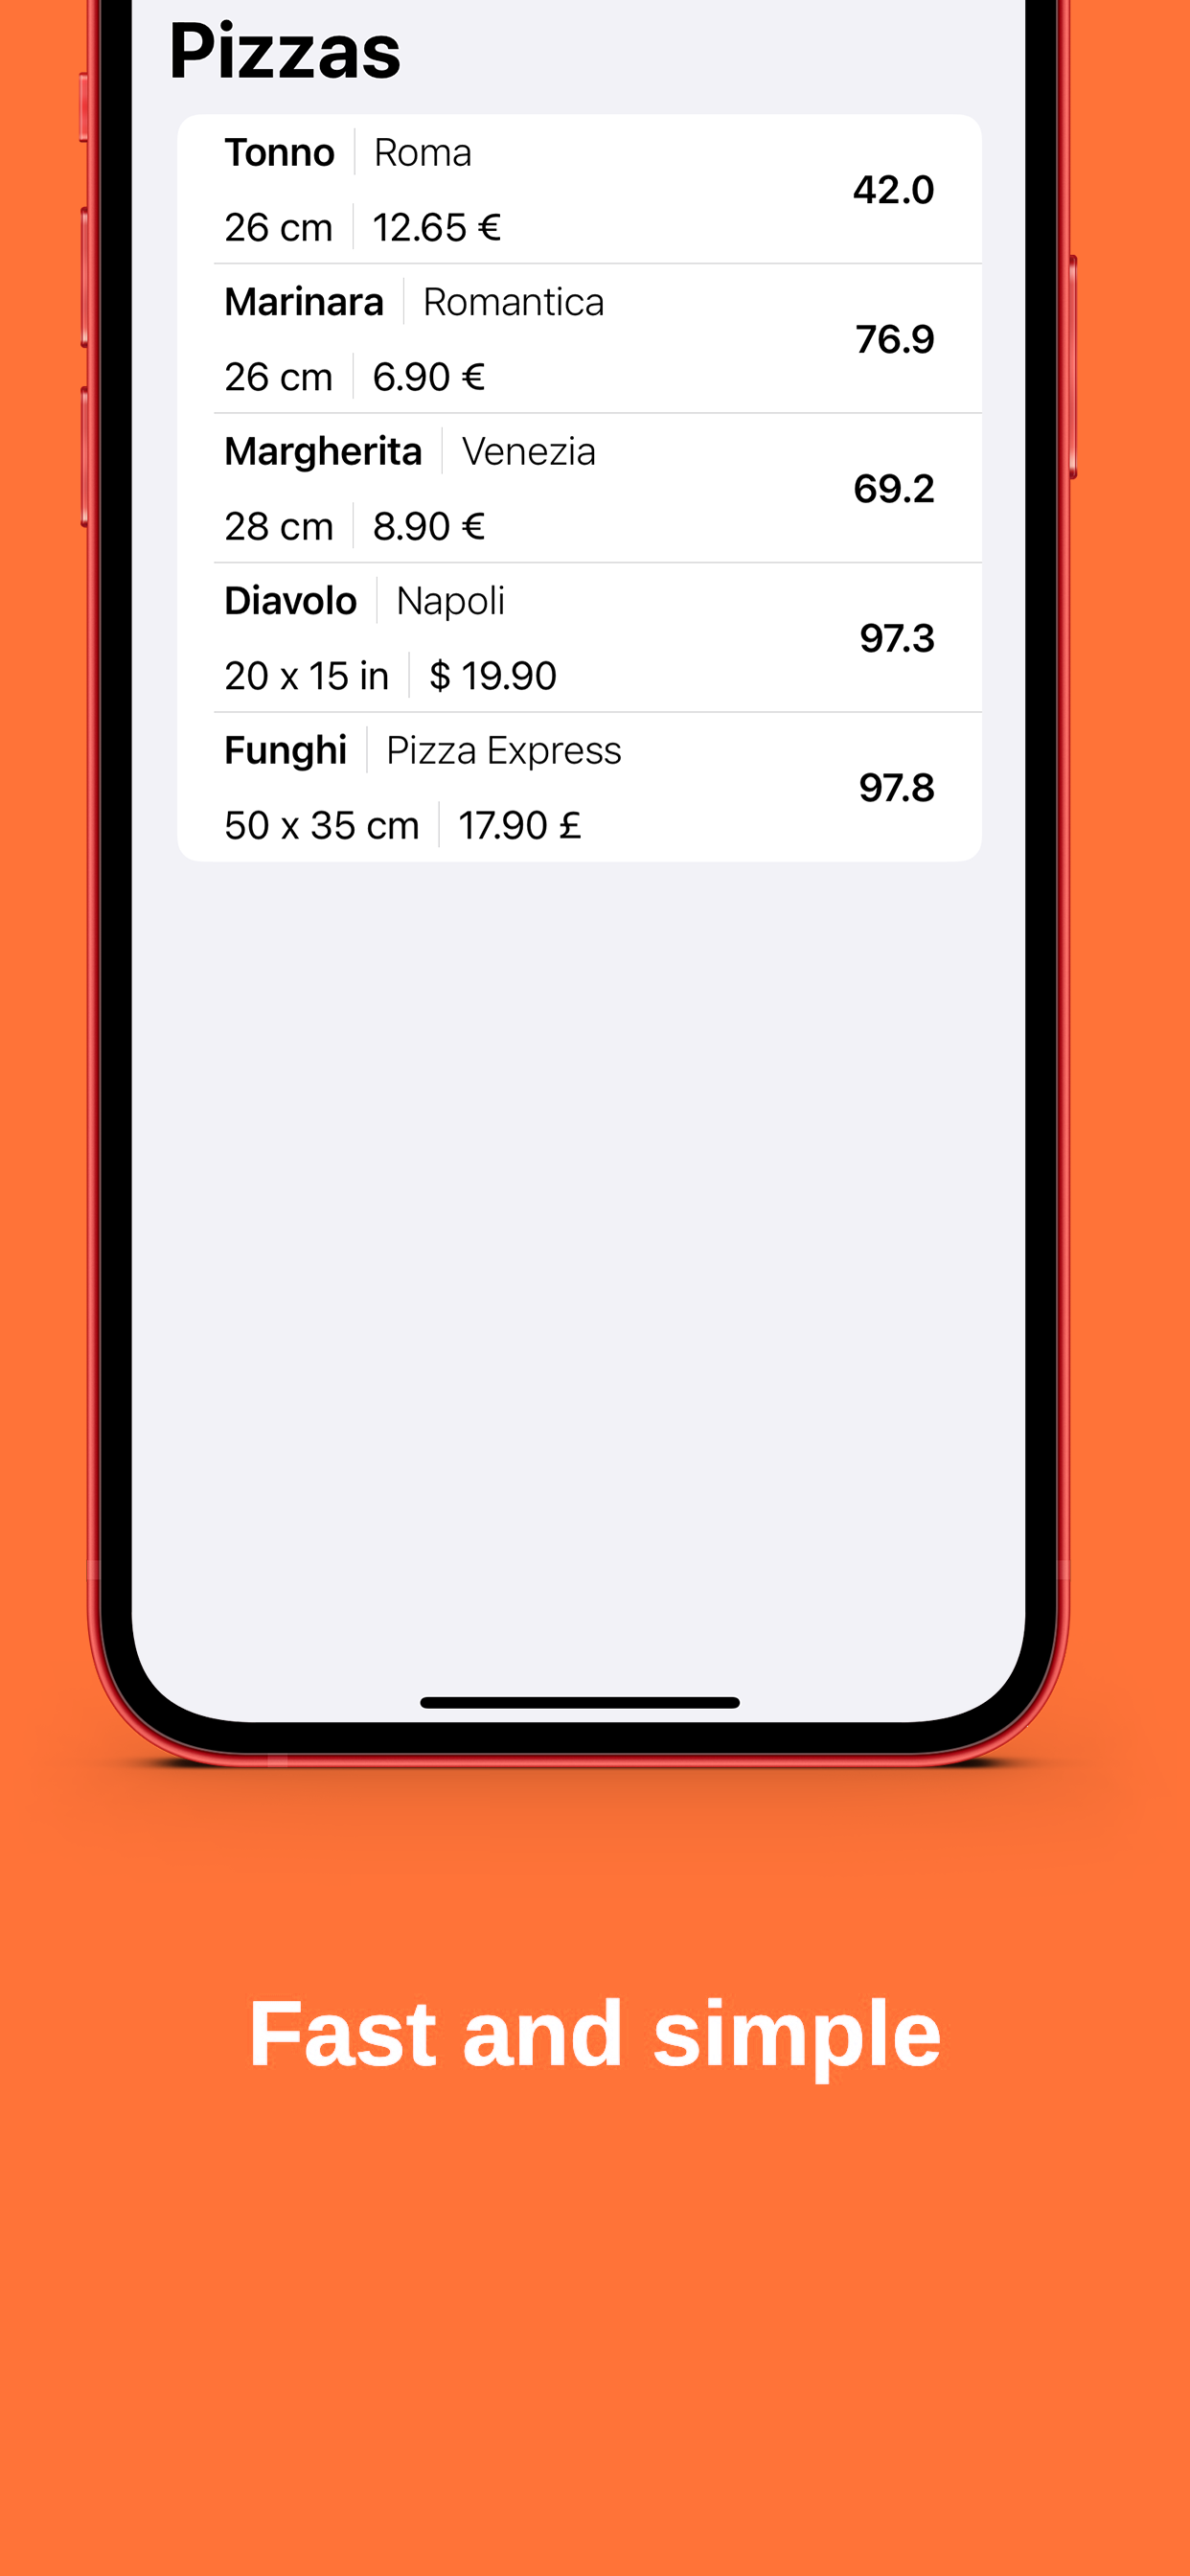 Pizzas
Tonno Roma
42.0
26 cm 12.65 €
Marinara Romantica
76.9
26 cm 6.90 €
Margherita Venezia
69.2
28 cm 8.90 €
Diavolo Napoli
97.3
20 x 15 in $ 19.90
Funghi Pizza Express
97.8
50 x 35 cm 17.90 £
Fast and simple